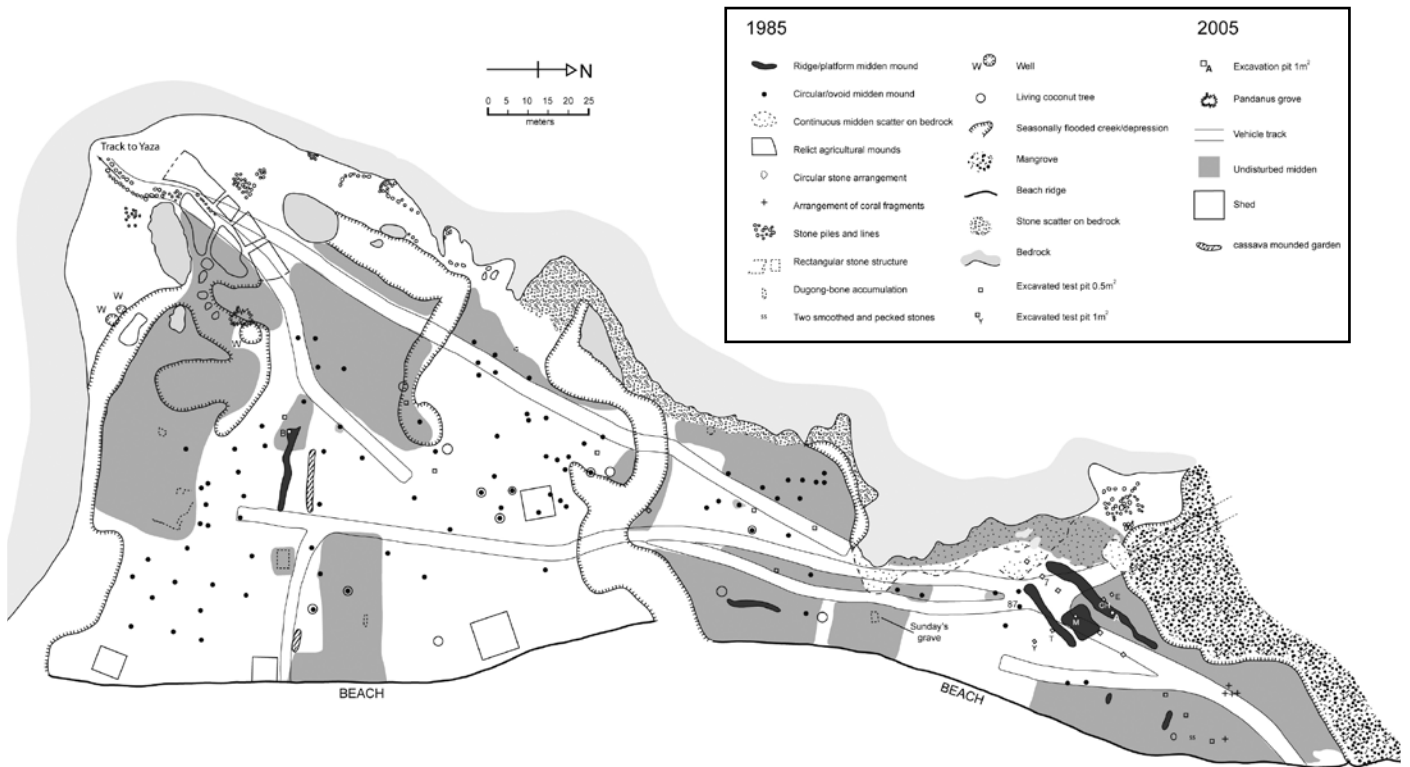 1985
Ridge/platform midden mound
Circular/ovoid midden mound
Continuous midden scatter on bedrock
Relict agricultural mounds
Circular stone arrangement
Arrangement of coral fragments
Stone piles and lines
Rectangular stone structure
Dugong-bone accumulation
Two smoothed and pecked stones
W
Well
Living coconut tree
Seasonally flooded creek/depression
Mangrove
Beach ridge
Stone scatter on bedrock
Bedrock
Excavated test pit 0.5m²
Y
Excavated test pit 1m²
2005
A
Excavation pit 1m²
Pandanus grove
Vehicle track
Undisturbed midden
Shed
cassava mounded garden
N
0 5 10 15 20 25
meters
Track to Yaza
W
W
W
B
87
E
CH
M
T
Y
Sunday's
grave
BEACH
BEACH